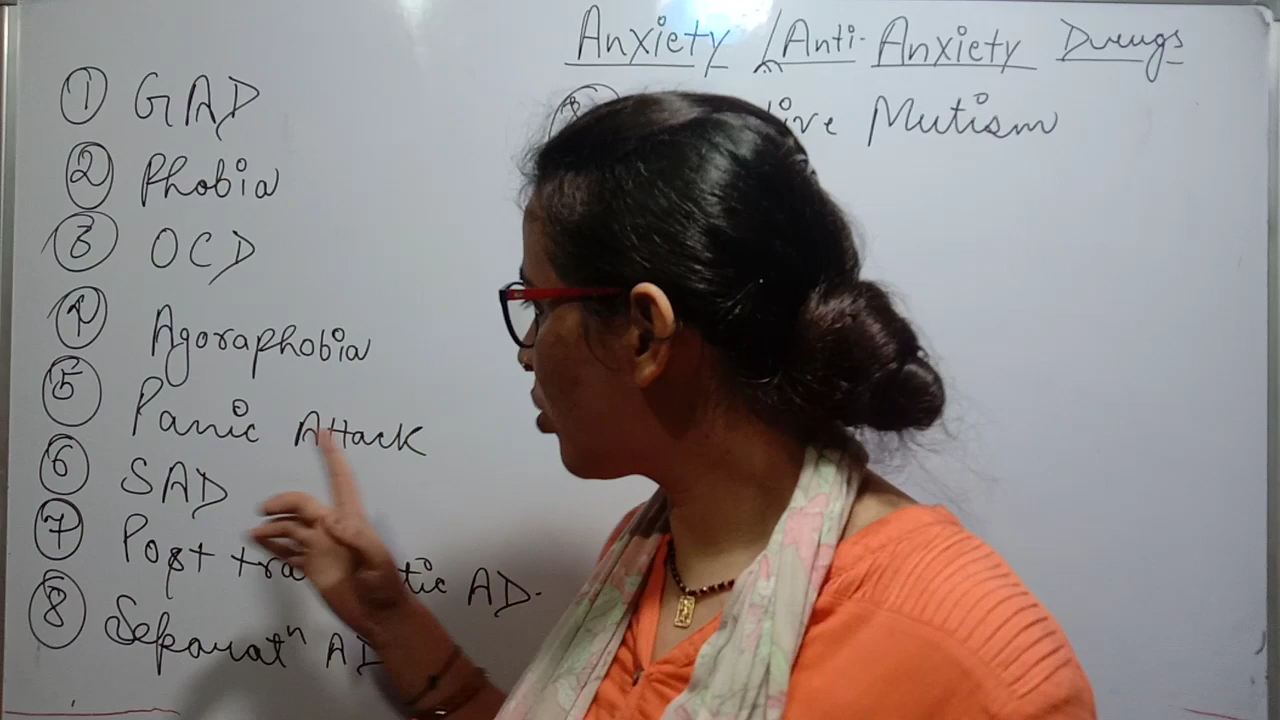 Anxiety / Anti-Anxiety Drugs
① GAD
② Phobia
③ OCD
④ Agoraphobia
⑤ Panic Attack
⑥ SAD
⑦ Post AD.
⑧ Separatⁿ AD
Mutism